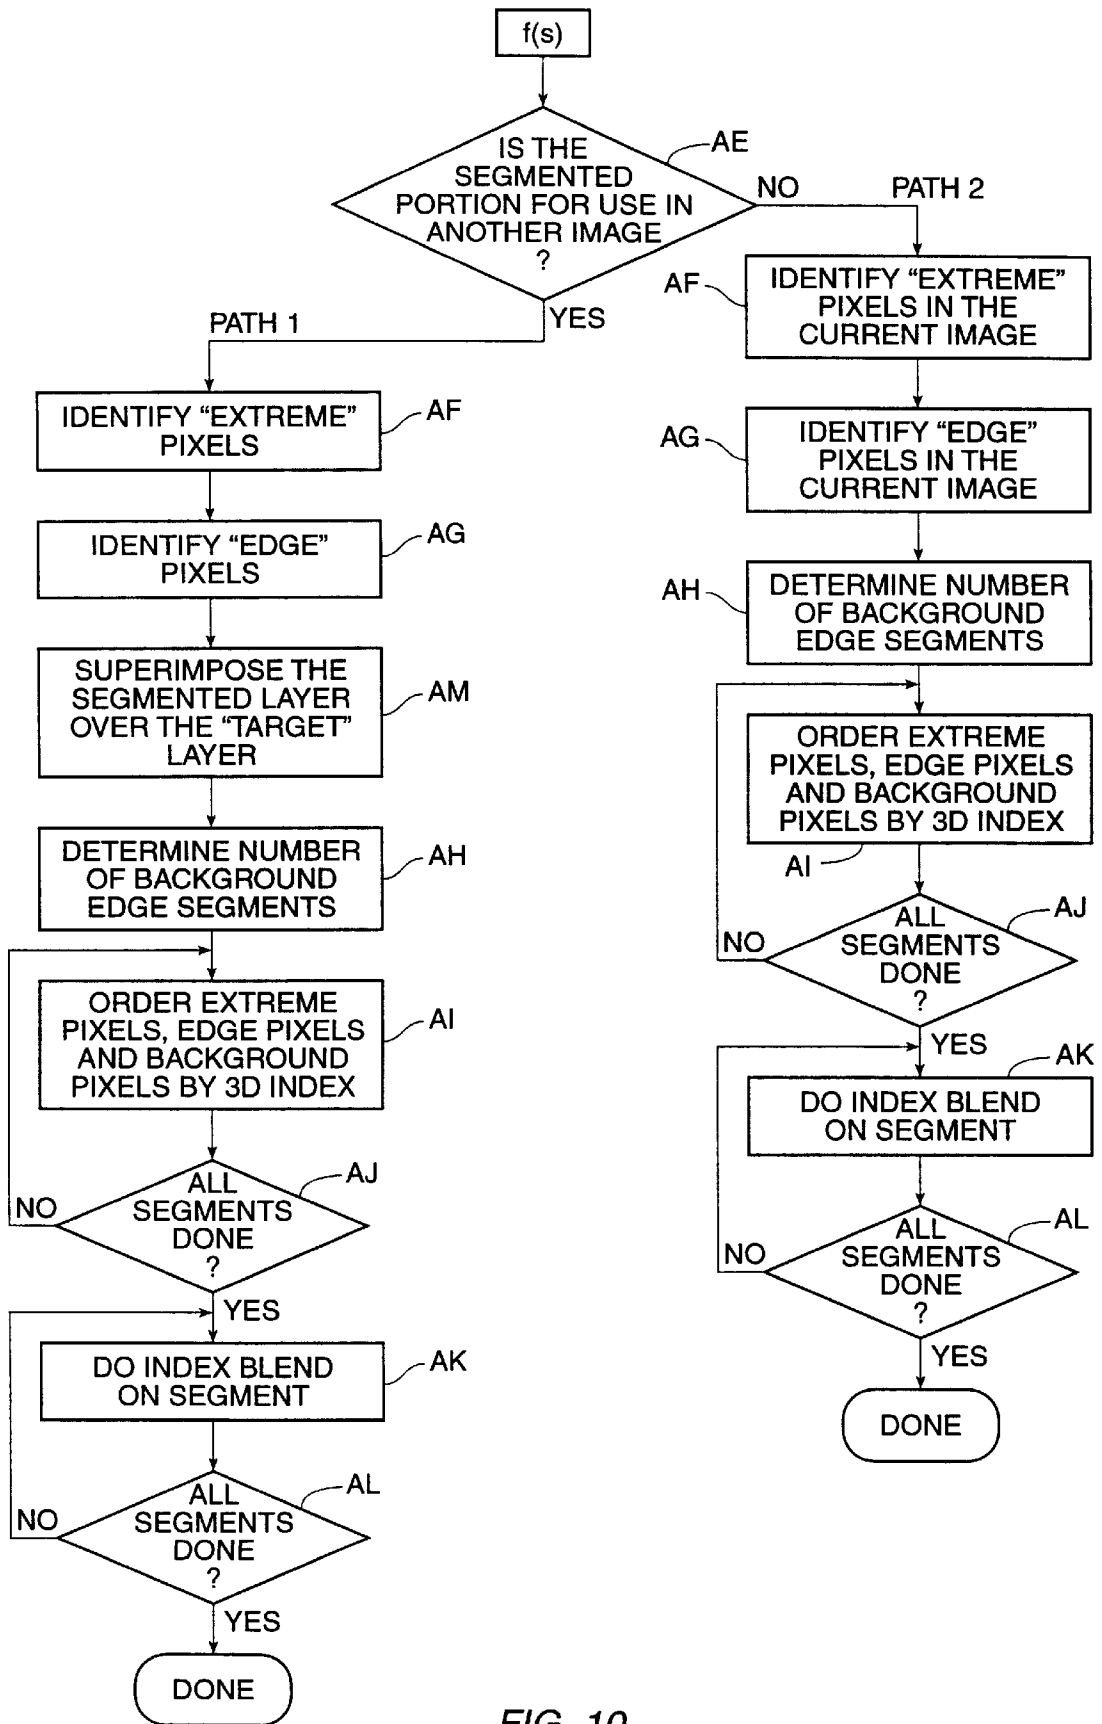 f(s)
IS THE
SEGMENTED
PORTION FOR USE IN
ANOTHER IMAGE
?
AE
NO
PATH 2
YES
PATH 1
IDENTIFY “EXTREME”
PIXELS
AF
IDENTIFY “EDGE”
PIXELS
AG
SUPERIMPOSE THE
SEGMENTED LAYER
OVER THE “TARGET”
LAYER
AM
DETERMINE NUMBER
OF BACKGROUND
EDGE SEGMENTS
AH
ORDER EXTREME
PIXELS, EDGE PIXELS
AND BACKGROUND
PIXELS BY 3D INDEX
AI
ALL
SEGMENTS
DONE
?
AJ
NO
YES
DO INDEX BLEND
ON SEGMENT
AK
ALL
SEGMENTS
DONE
?
AL
NO
YES
DONE
AF
IDENTIFY “EXTREME”
PIXELS IN THE
CURRENT IMAGE
AG
IDENTIFY “EDGE”
PIXELS IN THE
CURRENT IMAGE
AH
DETERMINE NUMBER
OF BACKGROUND
EDGE SEGMENTS
ORDER EXTREME
PIXELS, EDGE PIXELS
AND BACKGROUND
PIXELS BY 3D INDEX
AI
ALL
SEGMENTS
DONE
?
AJ
NO
YES
AK
DO INDEX BLEND
ON SEGMENT
ALL
SEGMENTS
DONE
?
AL
NO
YES
DONE
FIG. 10